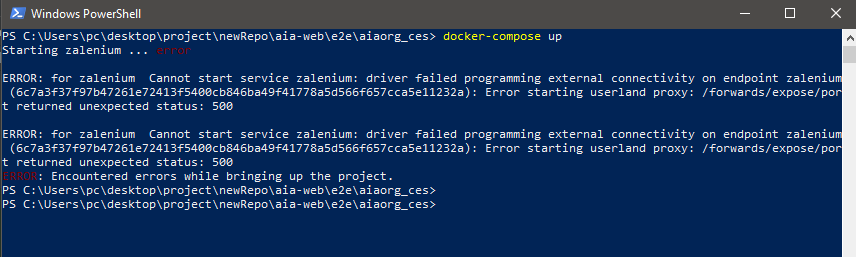 Windows PowerShell
PS C:\Users\pc\desktop\project\newRepo\aia-web\e2e\aiaorg_ces> docker-compose up
Starting zalenium ... error
ERROR: for zalenium  Cannot start service zalenium: driver failed programming external connectivity on endpoint zalenium
 (6c7a3f37f97b47261e72413f5400cb846ba49f41778a5d566f657cca5e11232a): Error starting userland proxy: /forwards/expose/por
t returned unexpected status: 500
ERROR: for zalenium  Cannot start service zalenium: driver failed programming external connectivity on endpoint zalenium
 (6c7a3f37f97b47261e72413f5400cb846ba49f41778a5d566f657cca5e11232a): Error starting userland proxy: /forwards/expose/por
t returned unexpected status: 500
ERROR: Encountered errors while bringing up the project.
PS C:\Users\pc\desktop\project\newRepo\aia-web\e2e\aiaorg_ces>
PS C:\Users\pc\desktop\project\newRepo\aia-web\e2e\aiaorg_ces>